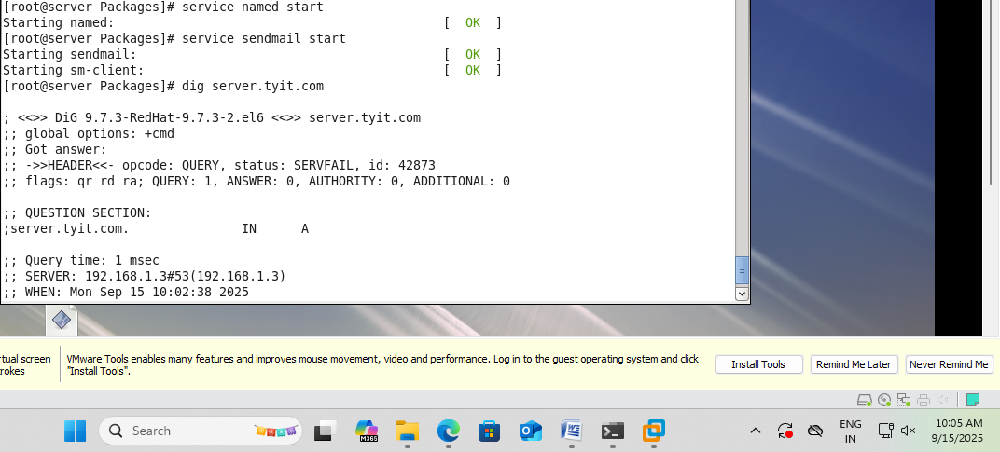 [root@server Packages]# service named start
Starting named:                                            [  OK  ]
[root@server Packages]# service sendmail start
Starting sendmail:                                         [  OK  ]
Starting sm-client:                                        [  OK  ]
[root@server Packages]# dig server.tyit.com
; <<>> DiG 9.7.3-RedHat-9.7.3-2.el6 <<>> server.tyit.com
;; global options: +cmd
;; Got answer:
;; ->>HEADER<<- opcode: QUERY, status: SERVFAIL, id: 42873
;; flags: qr rd ra; QUERY: 1, ANSWER: 0, AUTHORITY: 0, ADDITIONAL: 0
;; QUESTION SECTION:
;server.tyit.com.               IN      A
;; Query time: 1 msec
;; SERVER: 192.168.1.3#53(192.168.1.3)
;; WHEN: Mon Sep 15 10:02:38 2025
rtual screen
rokes
VMware Tools enables many features and improves mouse movement, video and performance. Log in to the guest operating system and click
"Install Tools".
Install Tools
Remind Me Later
Never Remind Me
Search
M365
ENG
IN
10:05 AM
9/15/2025